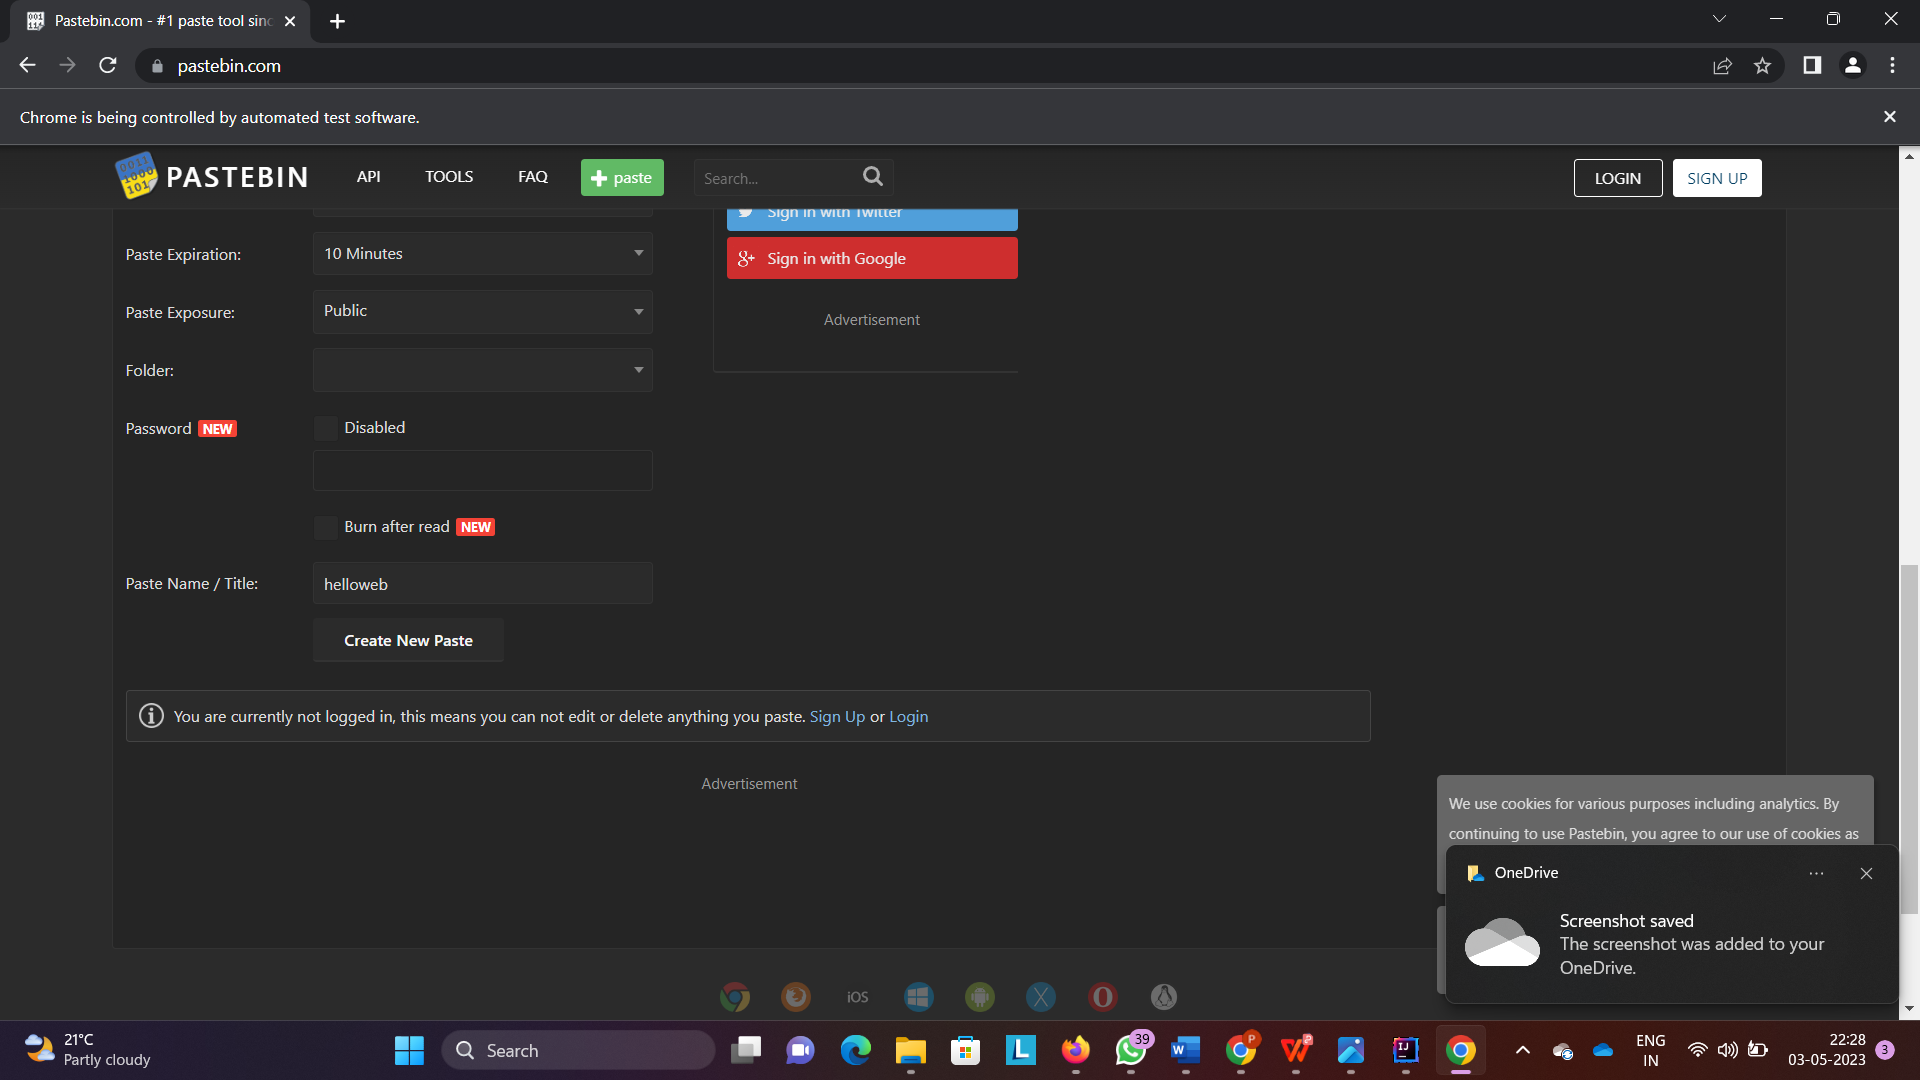 Pastebin.com - #1 paste tool sinc
pastebin.com
Chrome is being controlled by automated test software.
PASTEBIN API TOOLS FAQ paste Search... LOGIN SIGN UP
Sign in with Twitter
Paste Expiration: 10 Minutes
Sign in with Google
Paste Exposure: Public
Advertisement
Folder:
Password NEW Disabled
Burn after read NEW
Paste Name / Title: helloweb
Create New Paste
You are currently not logged in, this means you can not edit or delete anything you paste. Sign Up or Login
Advertisement
We use cookies for various purposes including analytics. By
continuing to use Pastebin, you agree to our use of cookies as
OneDrive
Screenshot saved
The screenshot was added to your
OneDrive.
iOS
21°C
Partly cloudy
Search
39
P
2
ENG
IN
22:28
03-05-2023
3